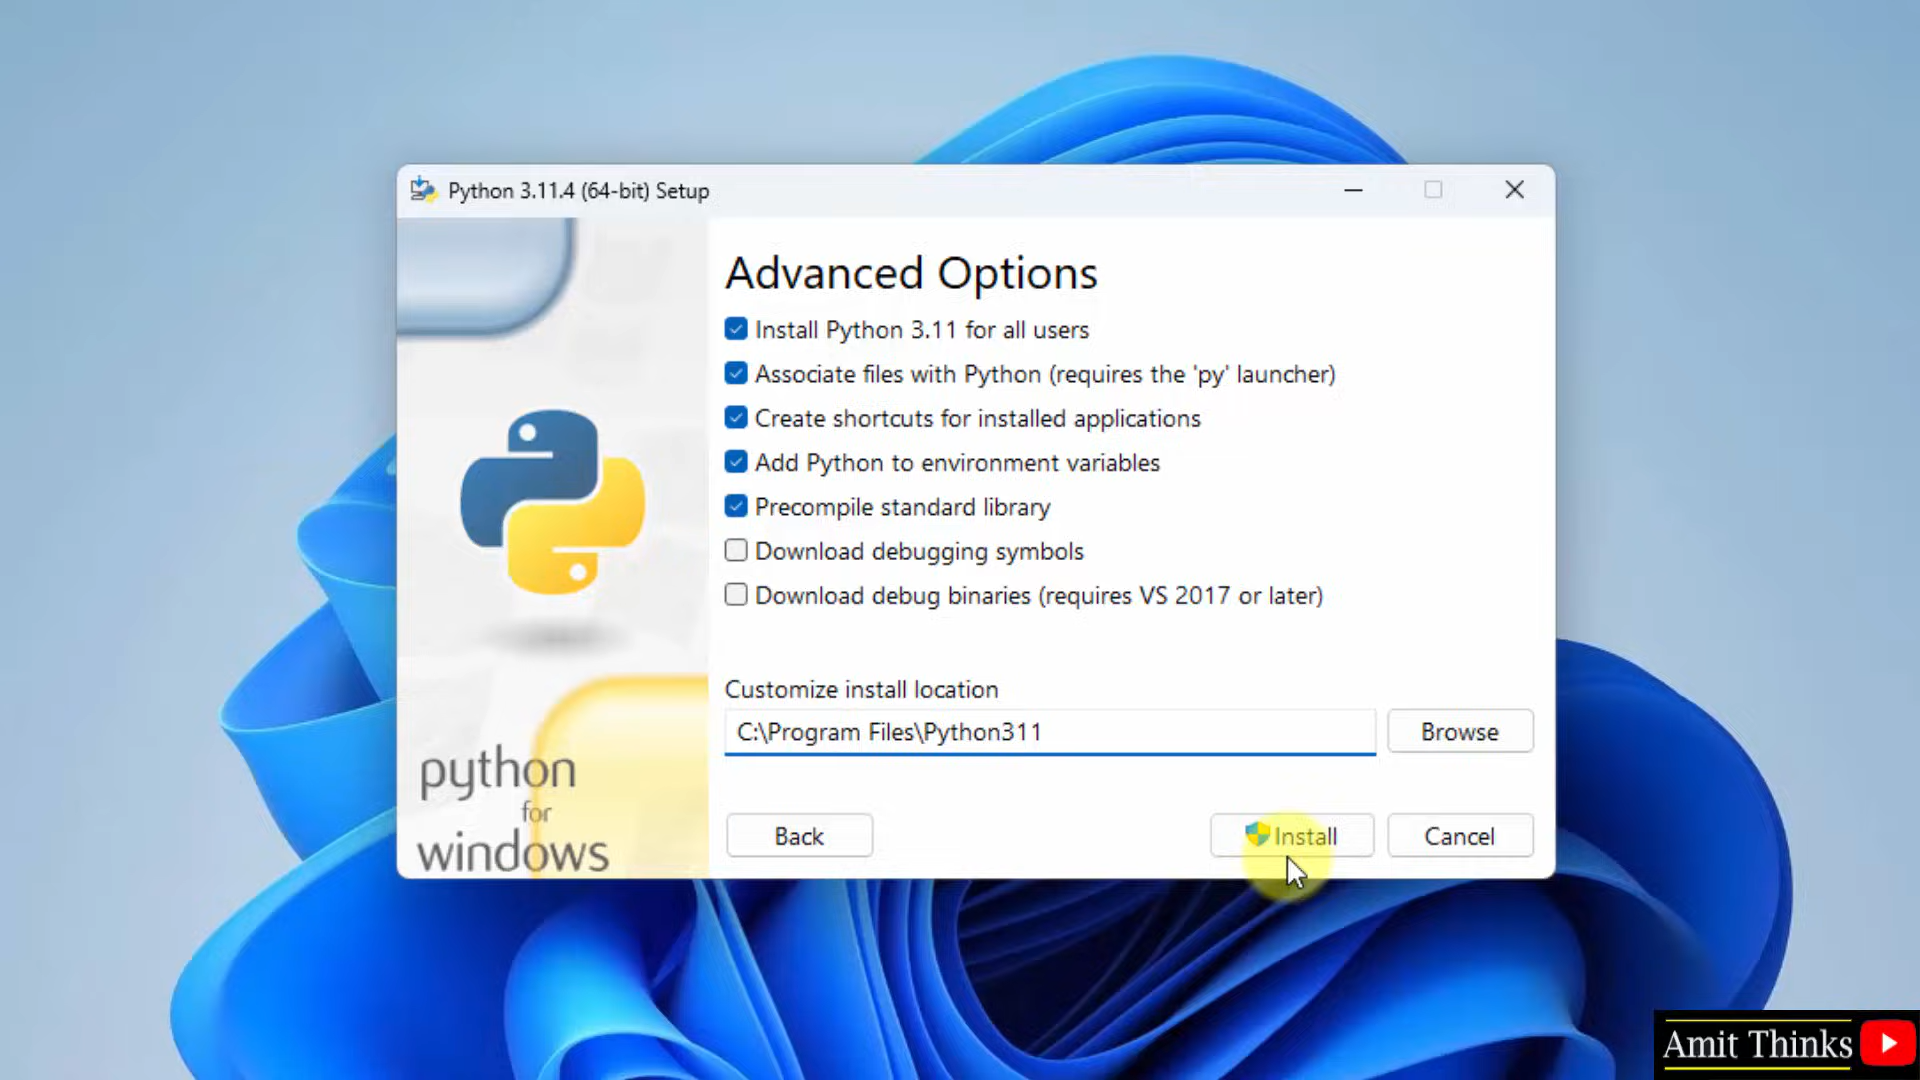 Python 3.11.4 (64-bit) Setup
Advanced Options
Install Python 3.11 for all users
Associate files with Python (requires the 'py' launcher)
Create shortcuts for installed applications
Add Python to environment variables
Precompile standard library
Download debugging symbols
Download debug binaries (requires VS 2017 or later)
Customize install location
C:\Program Files\Python311
Browse
python
for
windows
Back
Install
Cancel
Amit Thinks